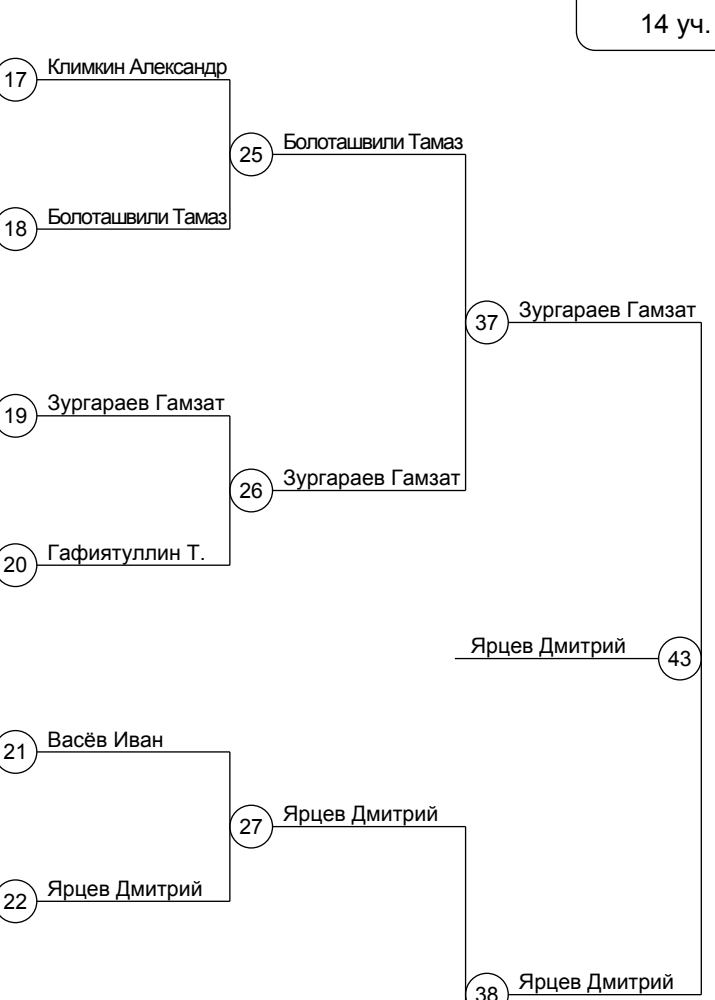 14 уч.
17 Климкин Александр
25 Болоташвили Тамаз
18 Болоташвили Тамаз
37 Зургараев Гамзат
19 Зургараев Гамзат
26 Зургараев Гамзат
20 Гафиятуллин Т.
Ярцев Дмитрий 43
21 Васёв Иван
27 Ярцев Дмитрий
22 Ярцев Дмитрий
38 Ярцев Дмитрий